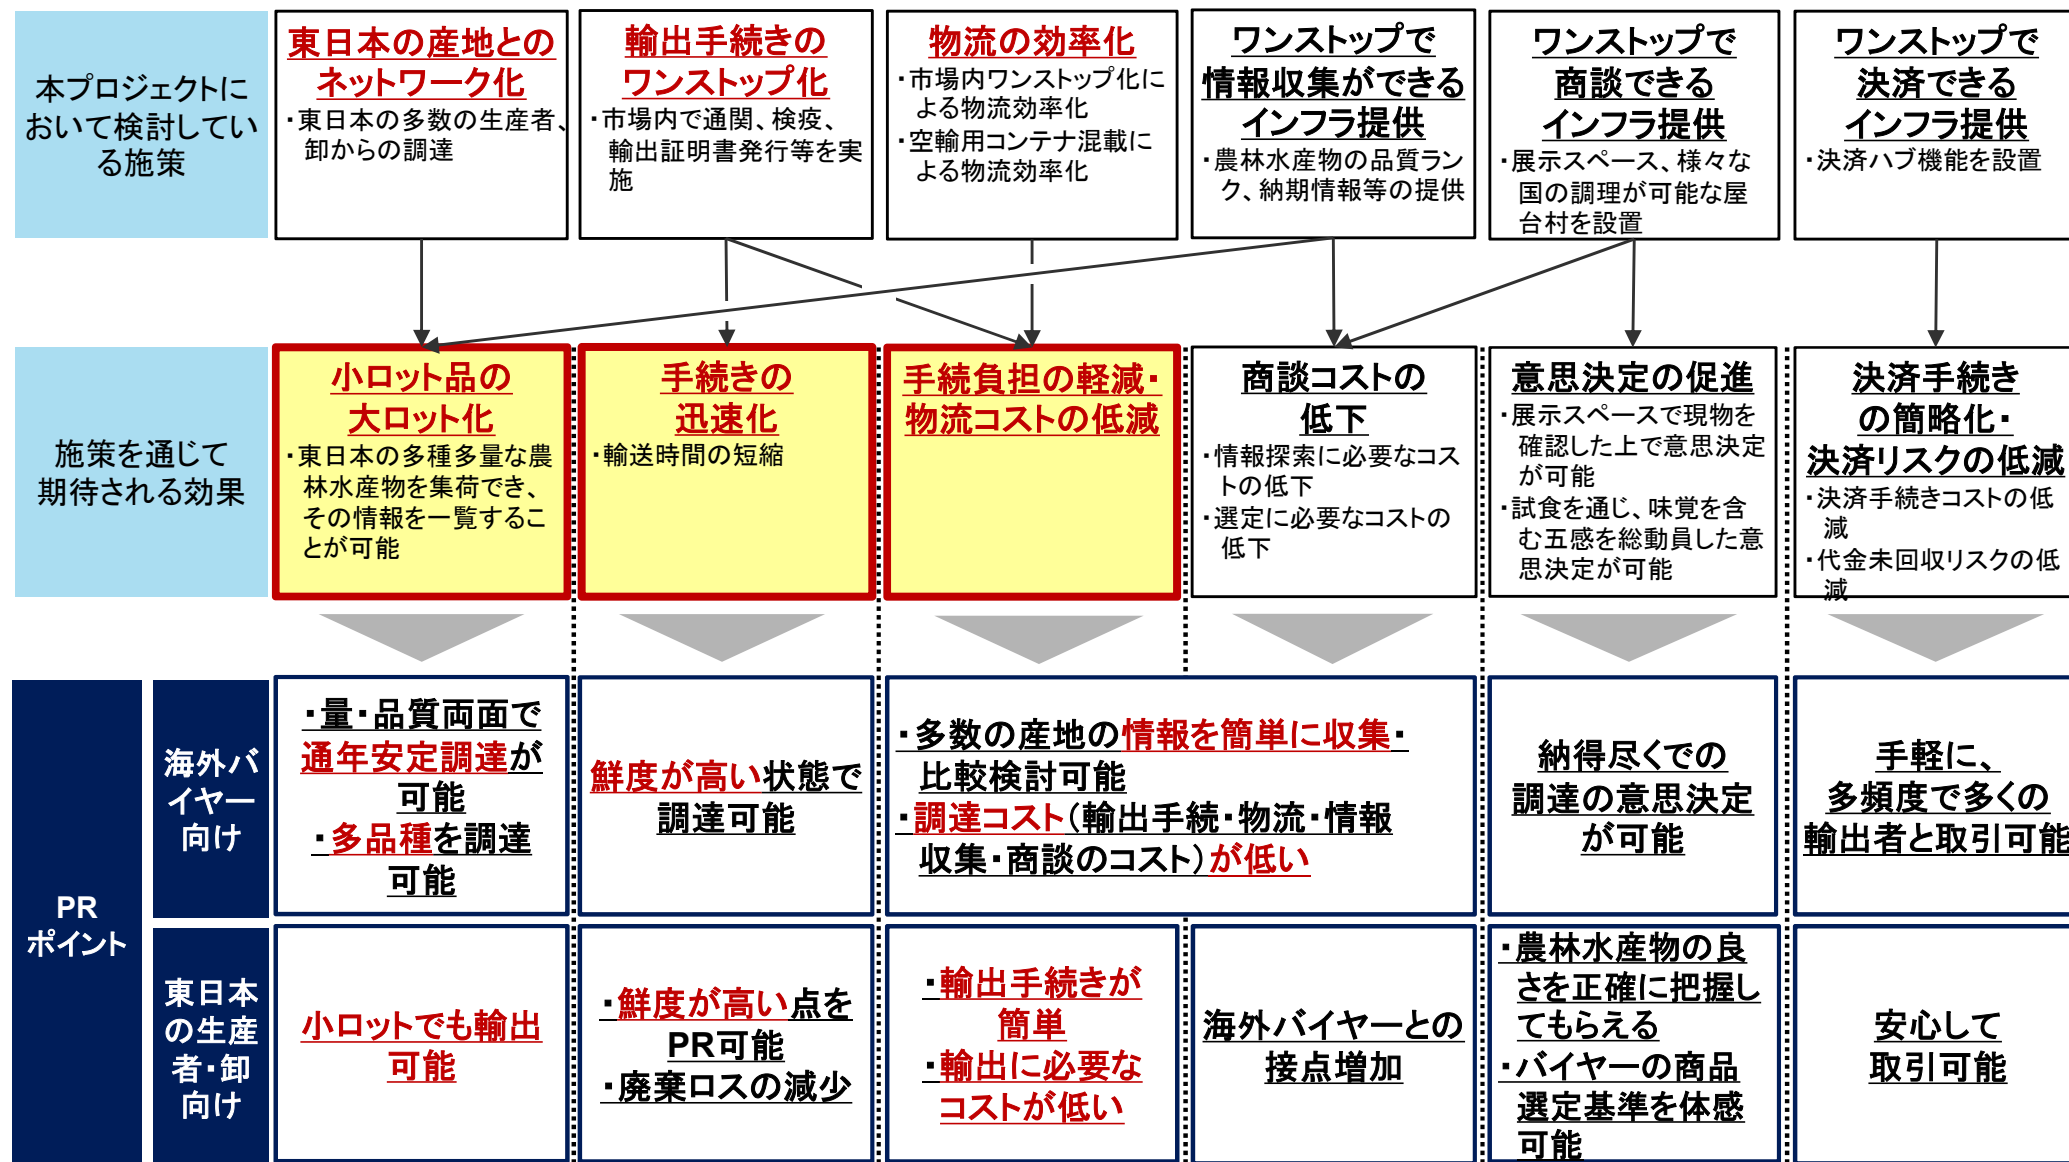 本プロジェクトに
おいて検討してい
る施策
東日本の産地との
ネットワーク化
・東日本の多数の生産者、
卸からの調達
輸出手続きの
ワンストップ化
・市場内で通関、検疫、
輸出証明書発行等を実
施
物流の効率化
・市場内ワンストップ化に
よる物流効率化
・空輸用コンテナ混載に
よる物流効率化
ワンストップで
情報収集ができる
インフラ提供
・農林水産物の品質ラン
ク、納期情報等の提供
ワンストップで
商談できる
インフラ提供
・展示スペース、様々な
国の調理が可能な屋
台村を設置
ワンストップで
決済できる
インフラ提供
・決済ハブ機能を設置
施策を通じて
期待される効果
小ロット品の
大ロット化
・東日本の多種多量な農
林水産物を集荷でき、
その情報を一覧するこ
とが可能
手続きの
迅速化
・輸送時間の短縮
手続負担の軽減・
物流コストの低減
商談コストの
低下
・情報探索に必要なコス
トの低下
・選定に必要なコストの
低下
意思決定の促進
・展示スペースで現物を
確認した上で意思決定
が可能
・試食を通じ、味覚を含
む五感を総動員した意
思決定が可能
決済手続き
の簡略化・
決済リスクの低減
・決済手続きコストの低
減
・代金未回収リスクの低
減
PR
ポイント
海外バ
イヤー
向け
・量・品質両面で
通年安定調達が
可能
・多品種を調達
可能
鮮度が高い状態で
調達可能
・多数の産地の情報を簡単に収集・
比較検討可能
・調達コスト（輸出手続・物流・情報
収集・商談のコスト）が低い
納得尽くでの
調達の意思決定
が可能
手軽に、
多頻度で多くの
輸出者と取引可能
東日本
の生産
者・卸
向け
小ロットでも輸出
可能
・鮮度が高い点を
PR可能
・廃棄ロスの減少
・輸出手続きが
簡単
・輸出に必要な
コストが低い
海外バイヤーとの
接点増加
・農林水産物の良
さを正確に把握し
てもらえる
・バイヤーの商品
選定基準を体感
可能
安心して
取引可能